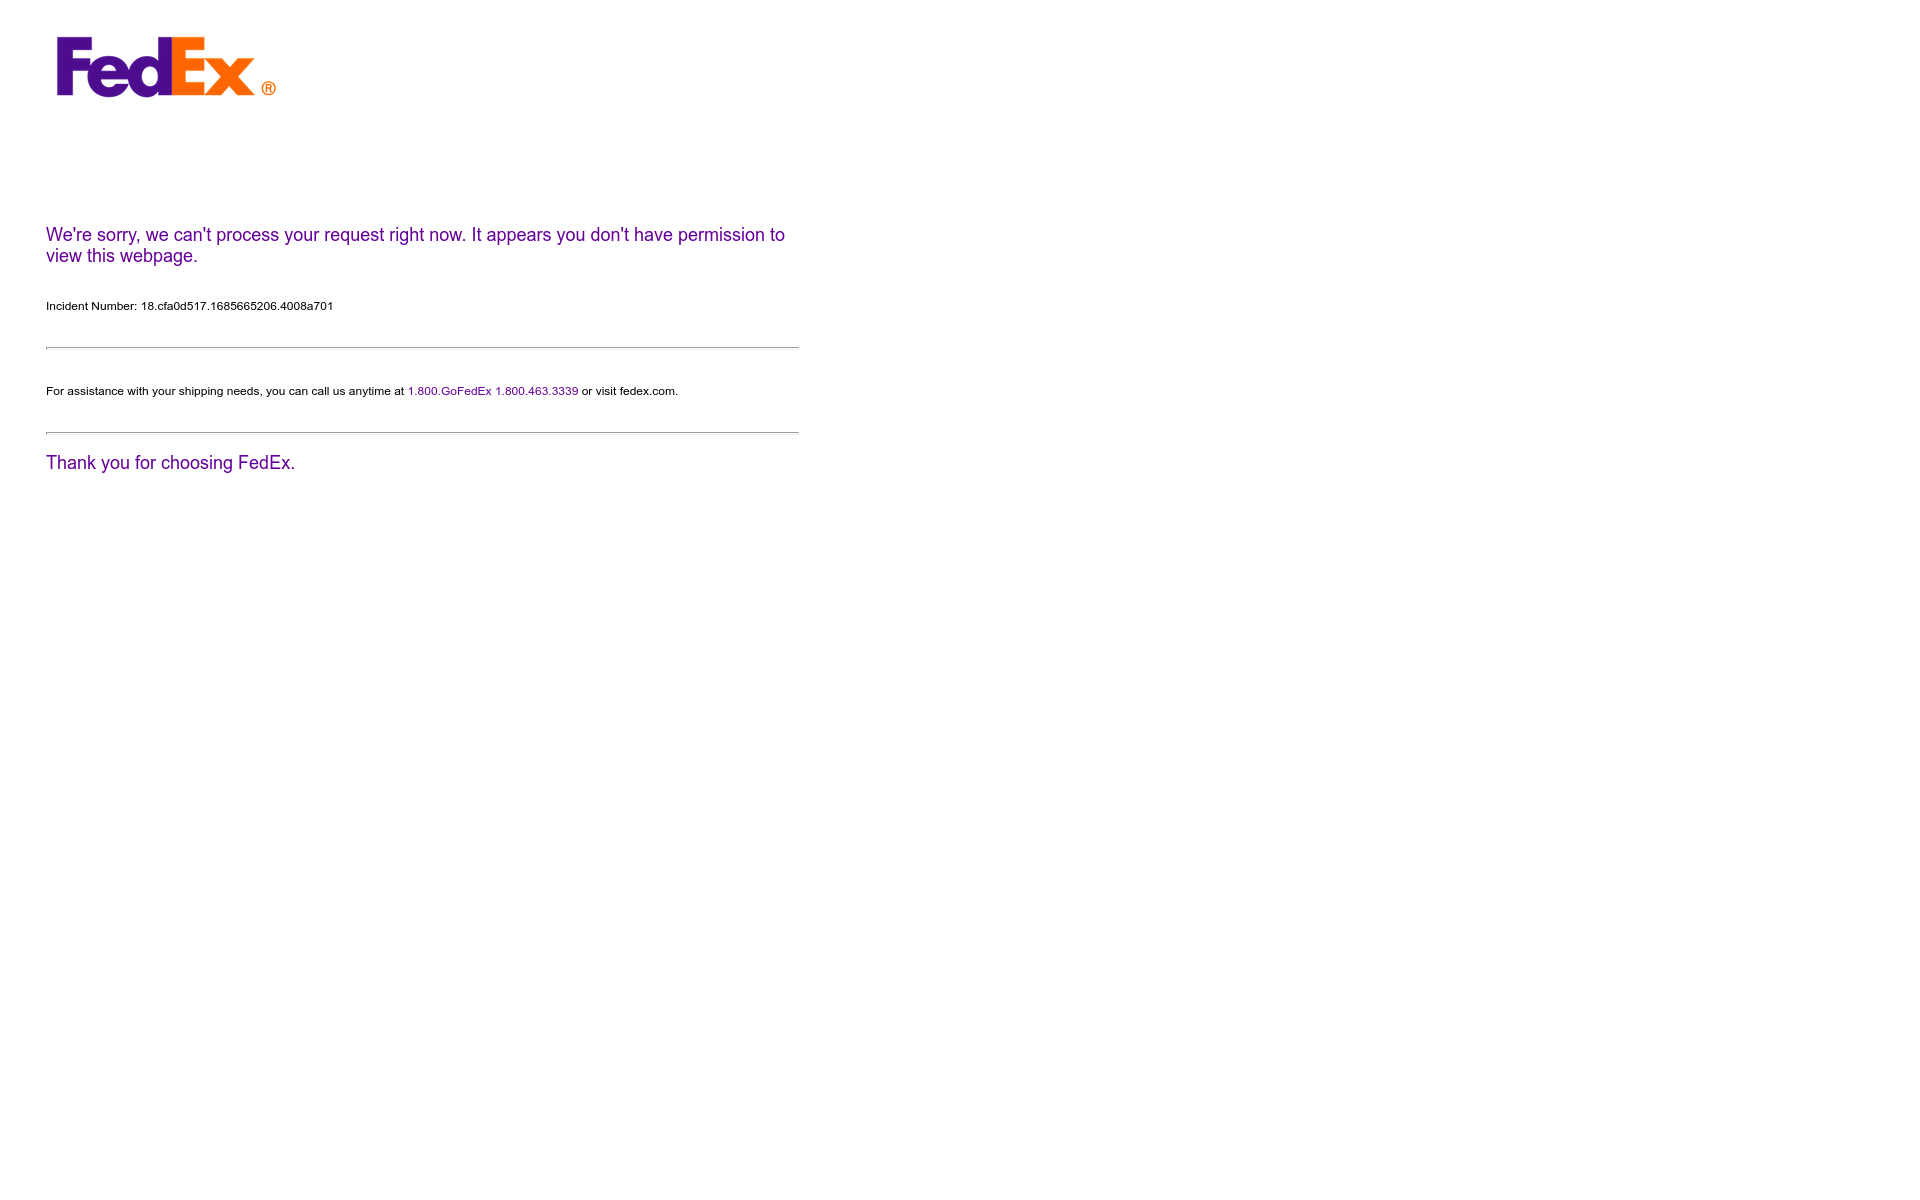 FedEx®
We're sorry, we can't process your request right now. It appears you don't have permission to
view this webpage.
Incident Number: 18.cfa0d517.1685665206.4008a701
For assistance with your shipping needs, you can call us anytime at 1.800.GoFedEx 1.800.463.3339 or visit fedex.com.
Thank you for choosing FedEx.